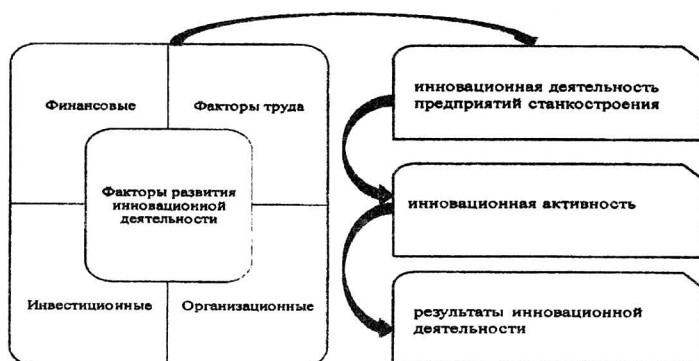 Финансовые
Факторы труда
Факторы развития
инновационной
деятельности
Инвестиционные
Организационные
инновационная деятельность
предприятий станкостроения
инновационная активность
результаты инновационной
деятельности